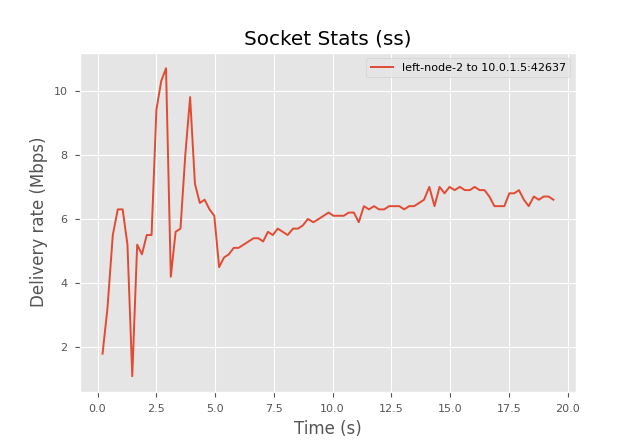 Socket Stats (ss)
left-node-2 to 10.0.1.5:42637
Delivery rate (Mbps)
10
8
6
4
2
0.0 2.5 5.0 7.5 10.0 12.5 15.0 17.5 20.0
Time (s)